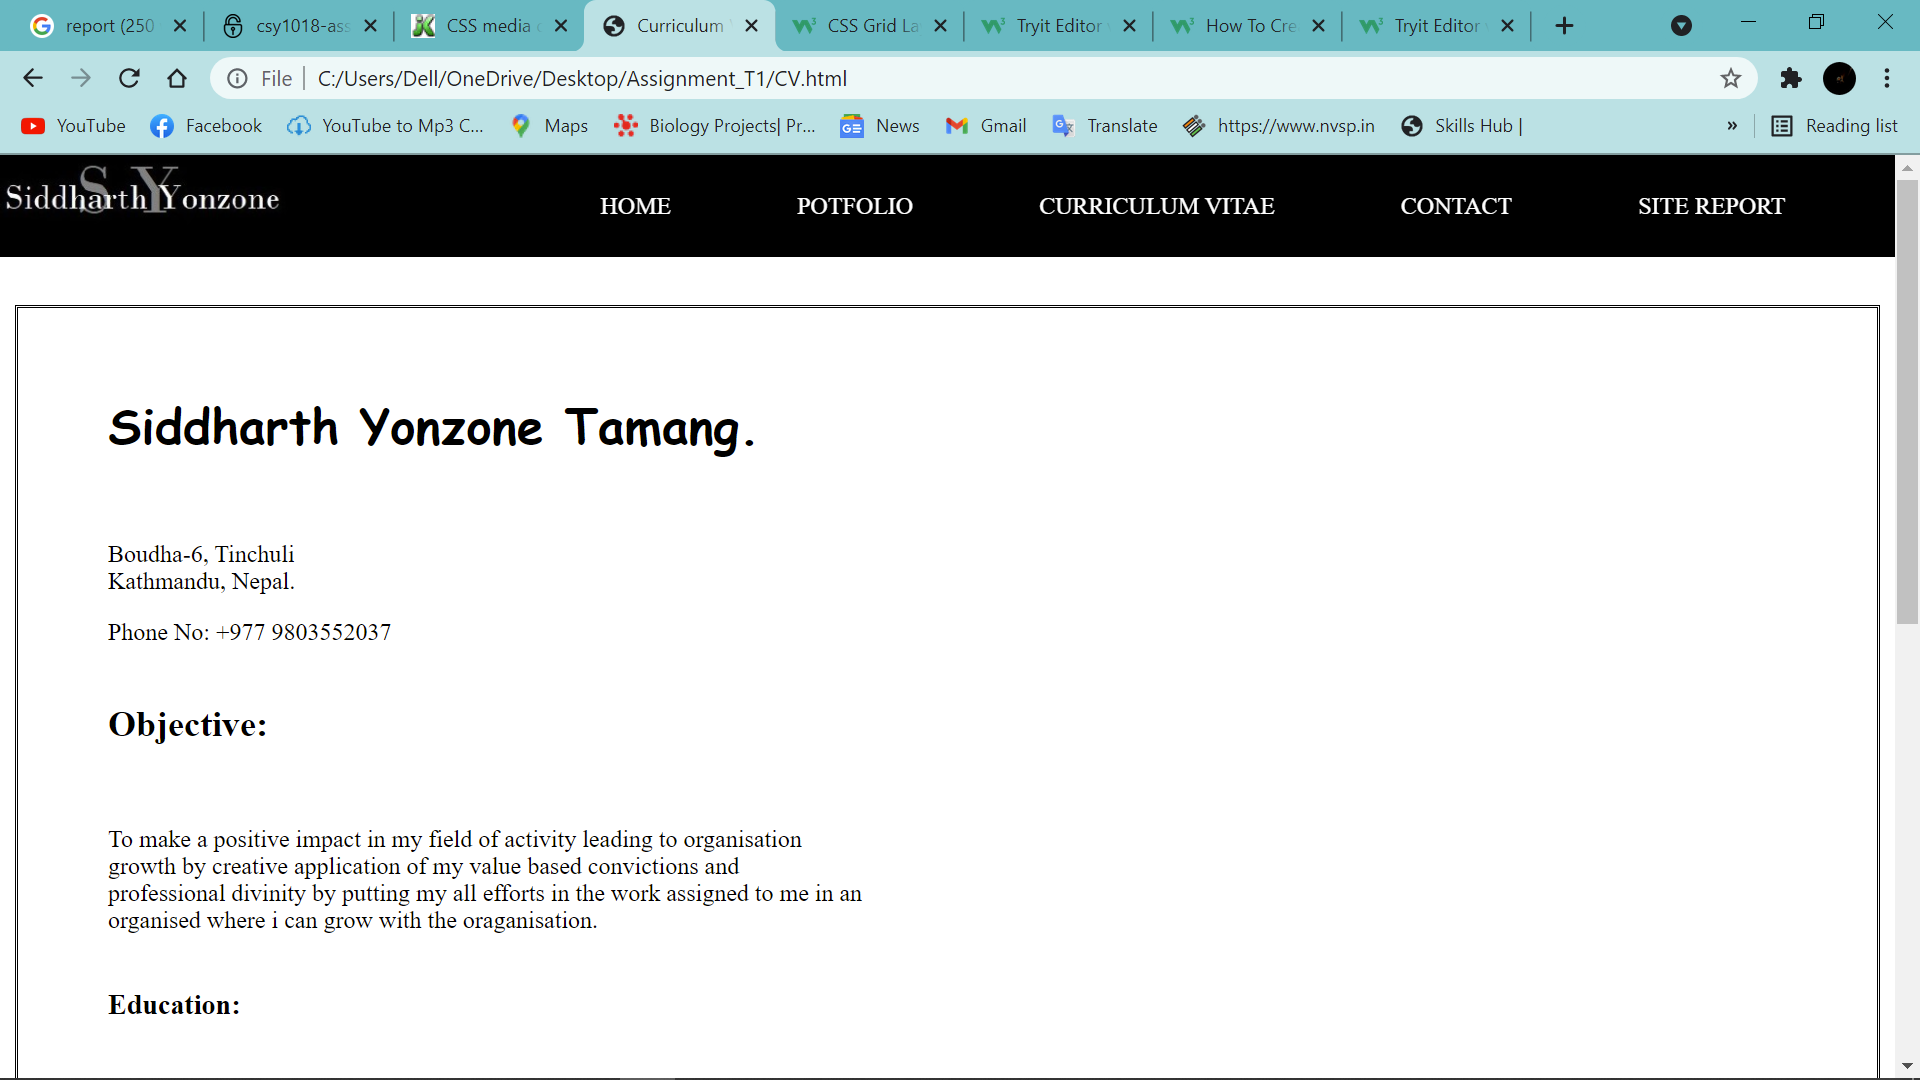 report (250
csy1018-ass
CSS media
Curriculum
CSS Grid La
Tryit Editor
How To Cre
Tryit Editor
File
C:/Users/Dell/OneDrive/Desktop/Assignment_T1/CV.html
YouTube
Facebook
YouTube to Mp3 C...
Maps
Biology Projects| Pr...
News
Gmail
Translate
https://www.nvsp.in
Skills Hub |
»
Reading list
S Y
Siddharth Yonzone
HOME
POTFOLIO
CURRICULUM VITAE
CONTACT
SITE REPORT
Siddharth Yonzone Tamang.
Boudha-6, Tinchuli
Kathmandu, Nepal.
Phone No: +977 9803552037
Objective:
To make a positive impact in my field of activity leading to organisation
growth by creative application of my value based convictions and
professional divinity by putting my all efforts in the work assigned to me in an
organised where i can grow with the oraganisation.
Education: